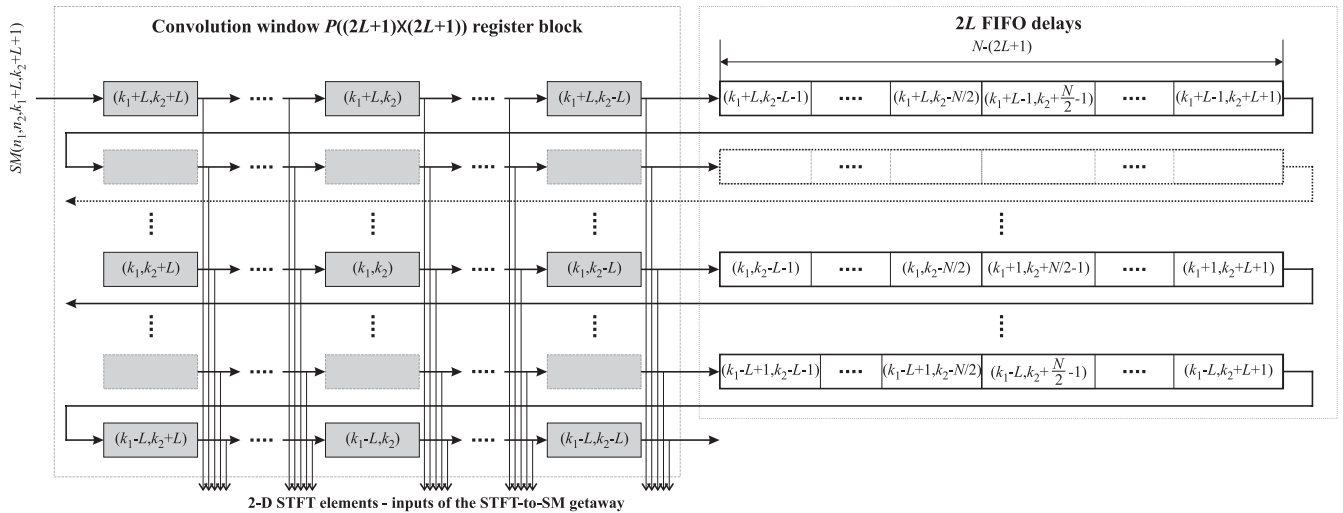 Convolution window P((2L+1)X(2L+1)) register block
2L FIFO delays
N-(2L+1)
SM(n₁,n₂,k₁+L,k₂+L+1)
(k₁+L,k₂+L) .... (k₁+L,k₂) .... (k₁+L,k₂-L) (k₁+L,k₂-L-1) .... (k₁+L,k₂-N/2) (k₁+L-1,k₂+N/2-1) .... (k₁+L-1,k₂+L+1)
.... .... .... ....
(k₁,k₂+L) .... (k₁,k₂) .... (k₁,k₂-L) (k₁,k₂-L-1) .... (k₁,k₂-N/2) (k₁+1,k₂+N/2-1) .... (k₁+1,k₂+L+1)
.... .... (k₁-L+1,k₂-L-1) .... (k₁-L+1,k₂-N/2) (k₁-L,k₂+N/2-1) .... (k₁-L,k₂+L+1)
(k₁-L,k₂+L) .... (k₁-L,k₂) .... (k₁-L,k₂-L)
2-D STFT elements - inputs of the STFT-to-SM getaway